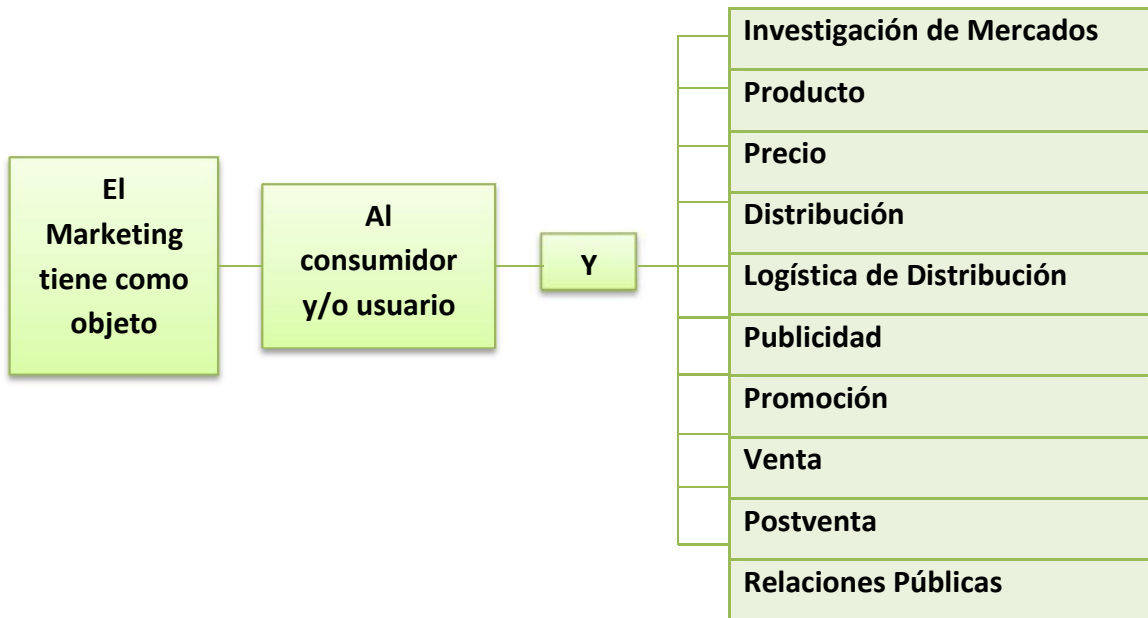 El
Marketing
tiene como
objeto
Al
consumidor
y/o usuario
Y
Investigación de Mercados
Producto
Precio
Distribución
Logística de Distribución
Publicidad
Promoción
Venta
Postventa
Relaciones Públicas